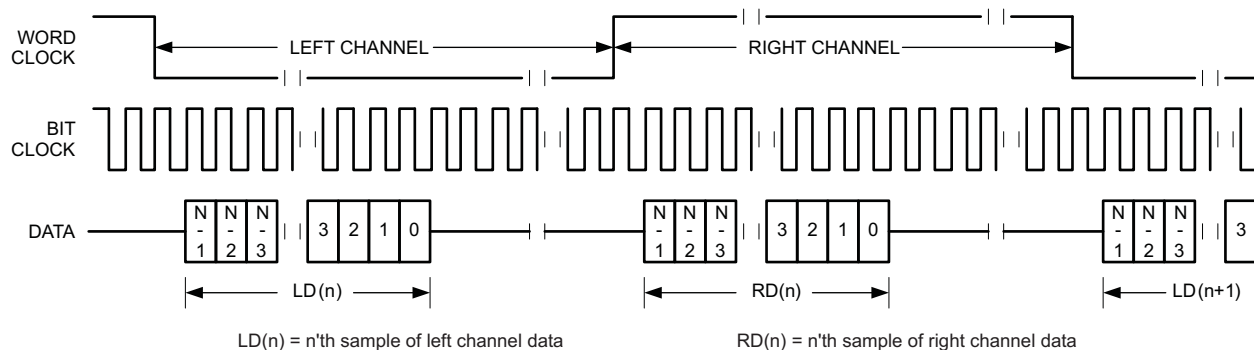 WORD
CLOCK
LEFT CHANNEL
RIGHT CHANNEL
BIT
CLOCK
DATA
N-1 N-2 N-3 3 2 1 0 N-1 N-2 N-3 3 2 1 0 N-1 N-2 N-3 3
LD(n) RD(n) LD(n+1)
LD(n) = n'th sample of left channel data
RD(n) = n'th sample of right channel data